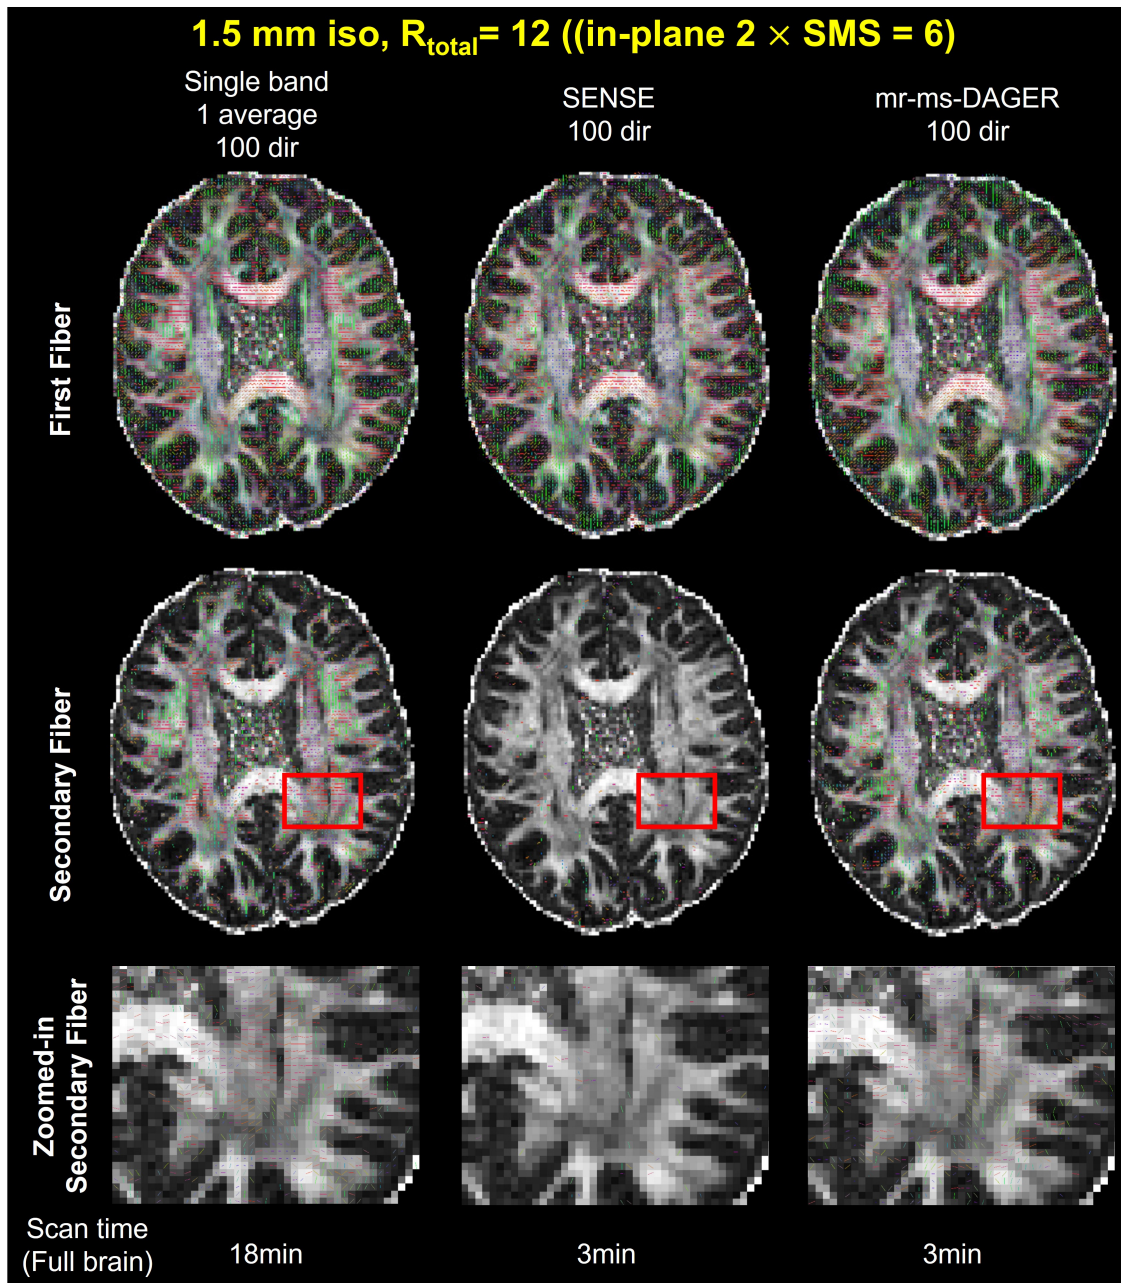 1.5 mm iso, Rtotal= 12 ((in-plane 2 × SMS = 6)
Single band
1 average
100 dir
SENSE
100 dir
mr-ms-DAGER
100 dir
First Fiber
Secondary Fiber
Zoomed-in
Secondary Fiber
Scan time
(Full brain)
18min
3min
3min